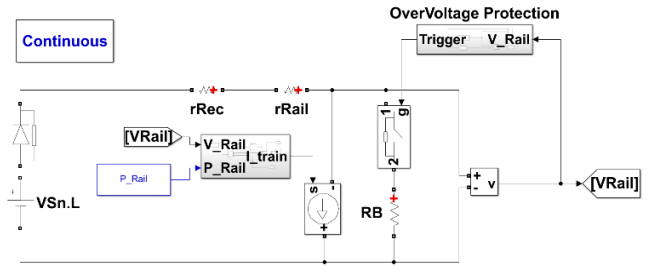 OverVoltage Protection
Continuous
Trigger V_Rail
rRec
rRail
[VRail]
V_Rail
I_train
P_Rail
P_Rail
1
g
2
s
-
+
+
VSn.L
RB
+
-
v
[VRail]